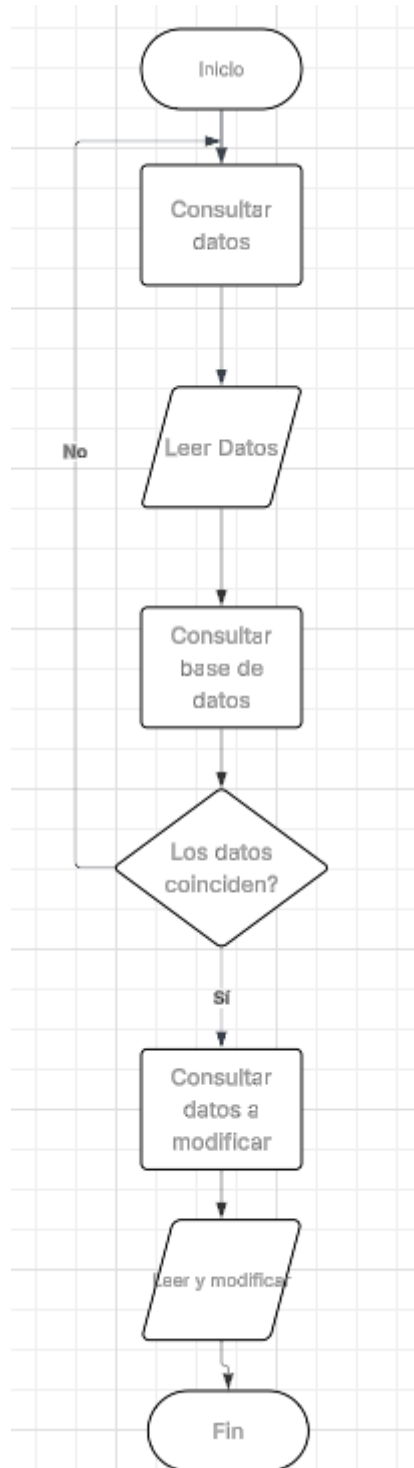 Inicio
Consultar
datos
Leer Datos
No
Consultar
base de
datos
Los datos
coinciden?
Sí
Consultar
datos a
modificar
Leer y modificar
Fin